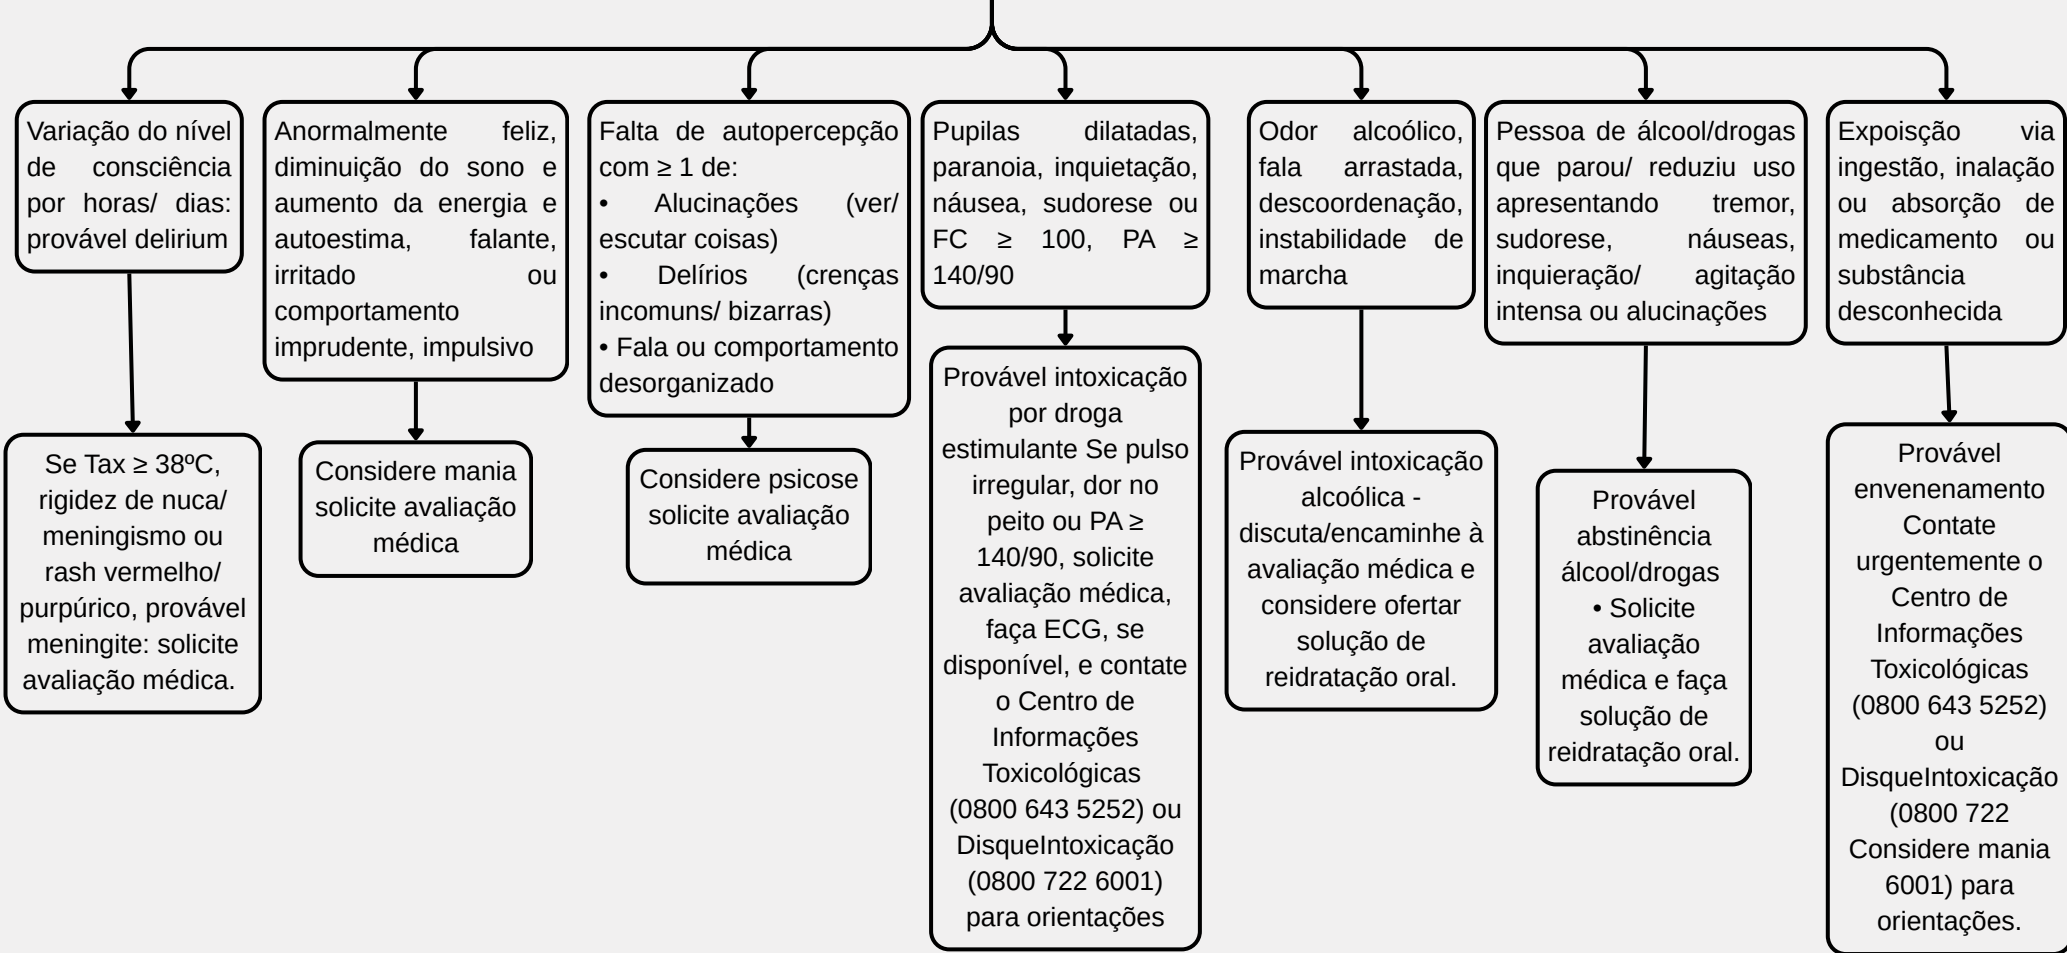 Variação do nível
de consciência
por horas/ dias:
provável delirium
Se Tax ≥ 38ºC,
rigidez de nuca/
meningismo ou
rash vermelho/
purpúrico, provável
meningite: solicite
avaliação médica.
Anormalmente feliz,
diminuição do sono e
aumento da energia e
autoestima, falante,
irritado ou
comportamento
imprudente, impulsivo
Considere mania
solicite avaliação
médica
Falta de autopercepção
com ≥ 1 de:
• Alucinações (ver/
escutar coisas)
• Delírios (crenças
incomuns/ bizarras)
• Fala ou comportamento
desorganizado
Considere psicose
solicite avaliação
médica
Pupilas dilatadas,
paranoia, inquietação,
náusea, sudorese ou
FC ≥ 100, PA ≥
140/90
Provável intoxicação
por droga
estimulante Se pulso
irregular, dor no
peito ou PA ≥
140/90, solicite
avaliação médica,
faça ECG, se
disponível, e contate
o Centro de
Informações
Toxicológicas
(0800 643 5252) ou
DisqueIntoxicação
(0800 722 6001)
para orientações
Odor alcoólico,
fala arrastada,
descoordenação,
instabilidade de
marcha
Provável intoxicação
alcoólica -
discuta/encaminhe à
avaliação médica e
considere ofertar
solução de
reidratação oral.
Pessoa de álcool/drogas
que parou/ reduziu uso
apresentando tremor,
sudorese, náuseas,
inquieração/ agitação
intensa ou alucinações
Provável
abstinência
álcool/drogas
• Solicite
avaliação
médica e faça
solução de
reidratação oral.
Expoisção via
ingestão, inalação
ou absorção de
medicamento ou
substância
desconhecida
Provável
envenenamento
Contate
urgentemente o
Centro de
Informações
Toxicológicas
(0800 643 5252)
ou
DisqueIntoxicação
(0800 722
Considere mania
6001) para
orientações.